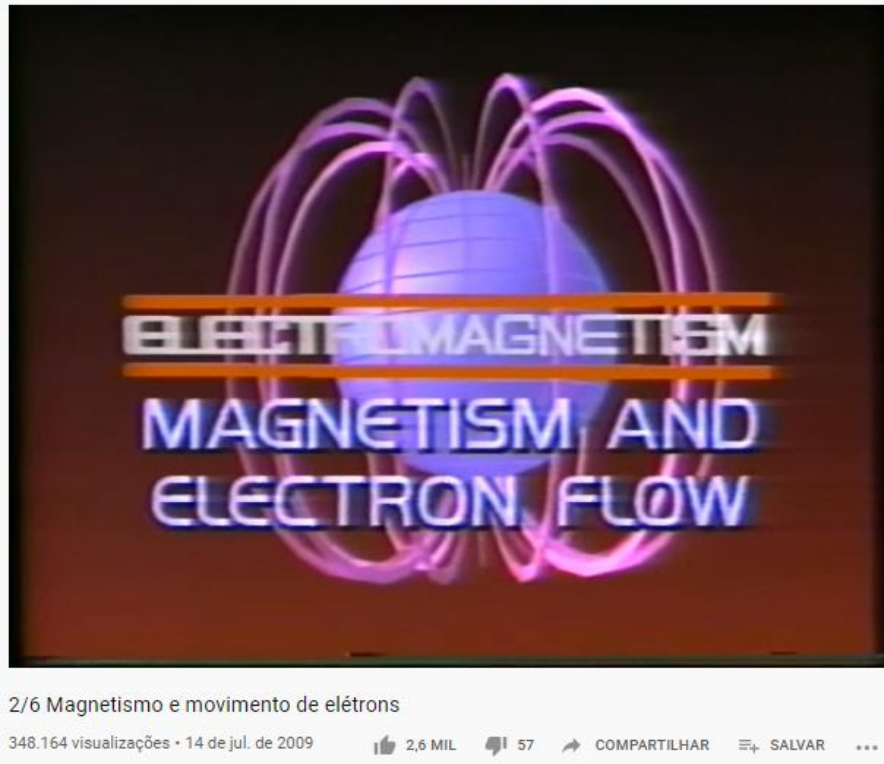 ELECTROMAGNETISM
MAGNETISM AND
ELECTRON FLOW
2/6 Magnetismo e movimento de elétrons
348.164 visualizações • 14 de jul. de 2009 2,6 MIL 57 COMPARTILHAR SALVAR